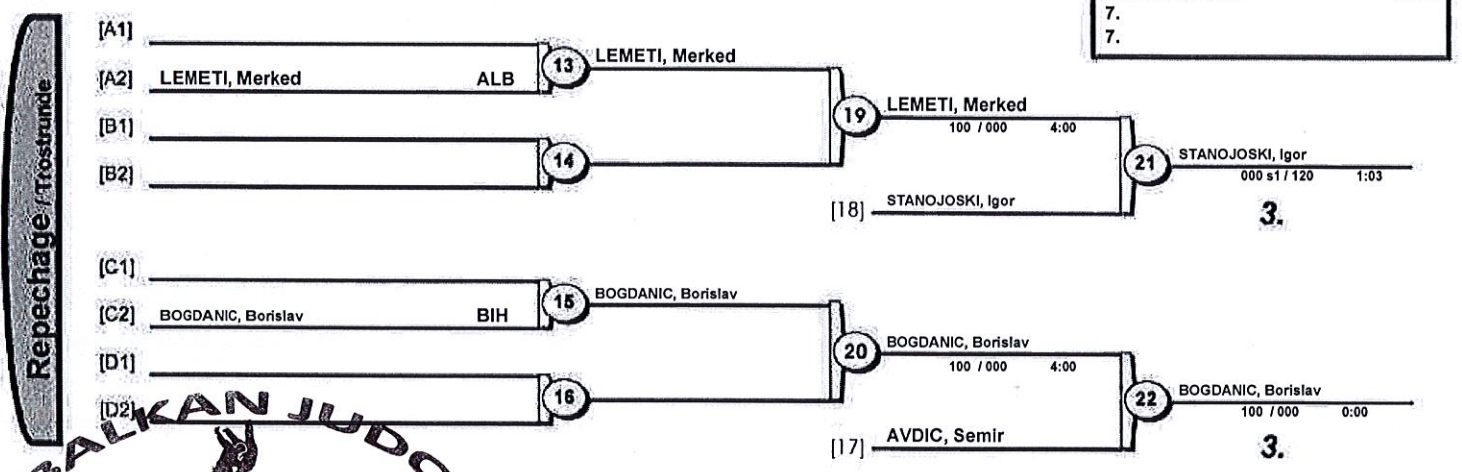 7.
7.
Repechage / Trostrunde
[A1]
[A2] LEMETI, Merked ALB
[B1]
[B2]
13 LEMETI, Merked
14
19 LEMETI, Merked
100 / 000 4:00
[18] STANOJOSKI, Igor
21 STANOJOSKI, Igor
000 s1 / 120 1:03
3.
[C1]
[C2] BOGDANIC, Borislav BIH
[D1]
[D2]
15 BOGDANIC, Borislav
16
20 BOGDANIC, Borislav
100 / 000 4:00
[17] AVDIC, Semir
22 BOGDANIC, Borislav
100 / 000 0:00
3.
BALKAN JUDO